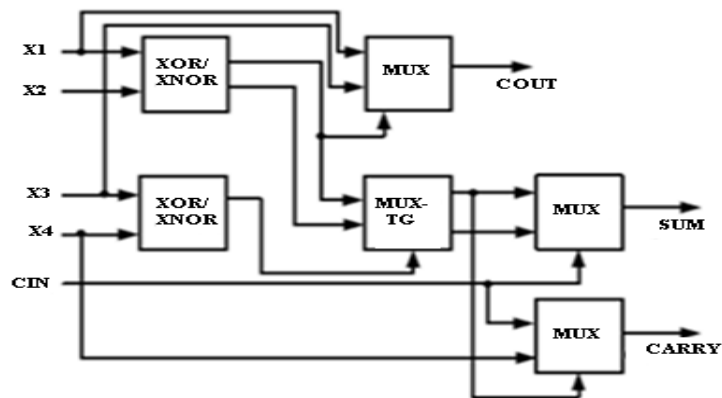 X1
XOR/
XNOR
MUX
COUT
X2
X3
XOR/
XNOR
MUX-
TG
MUX
SUM
X4
CIN
MUX
CARRY